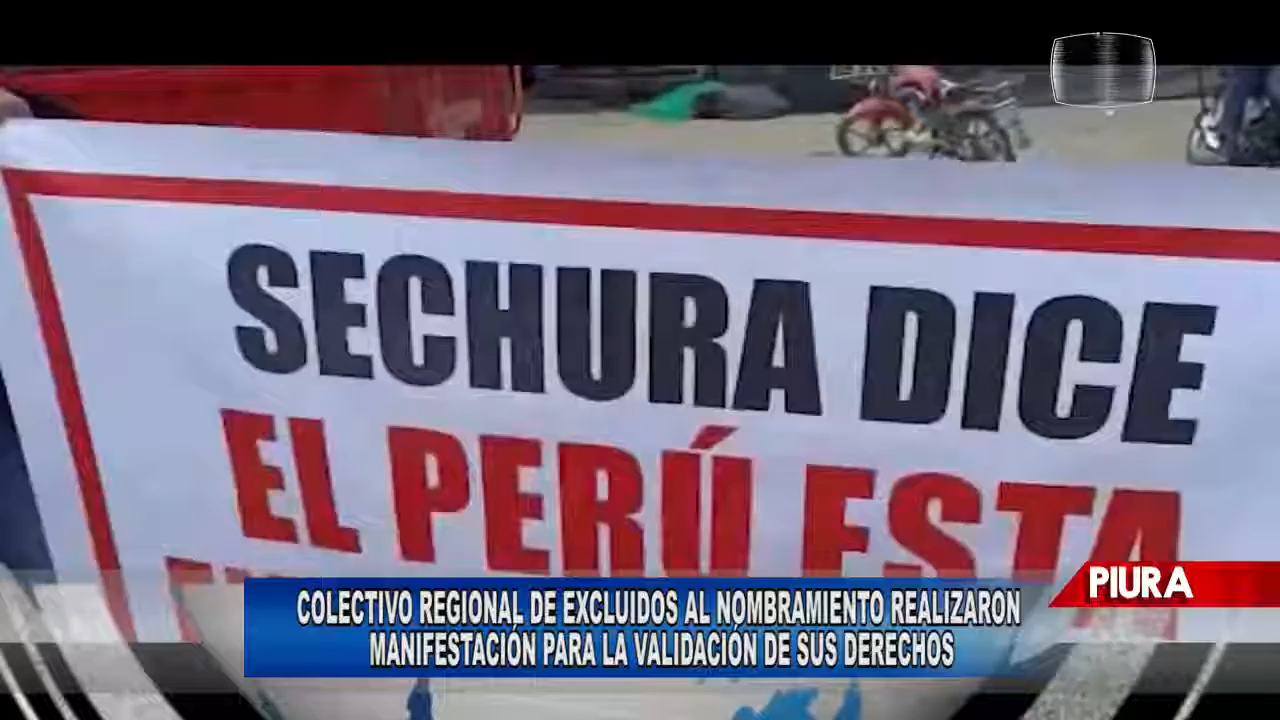 SECHURA DICE
EL PERÚ ESTA
PIURA
COLECTIVO REGIONAL DE EXCLUIDOS AL NOMBRAMIENTO REALIZARON
MANIFESTACIÓN PARA LA VALIDACIÓN DE SUS DERECHOS